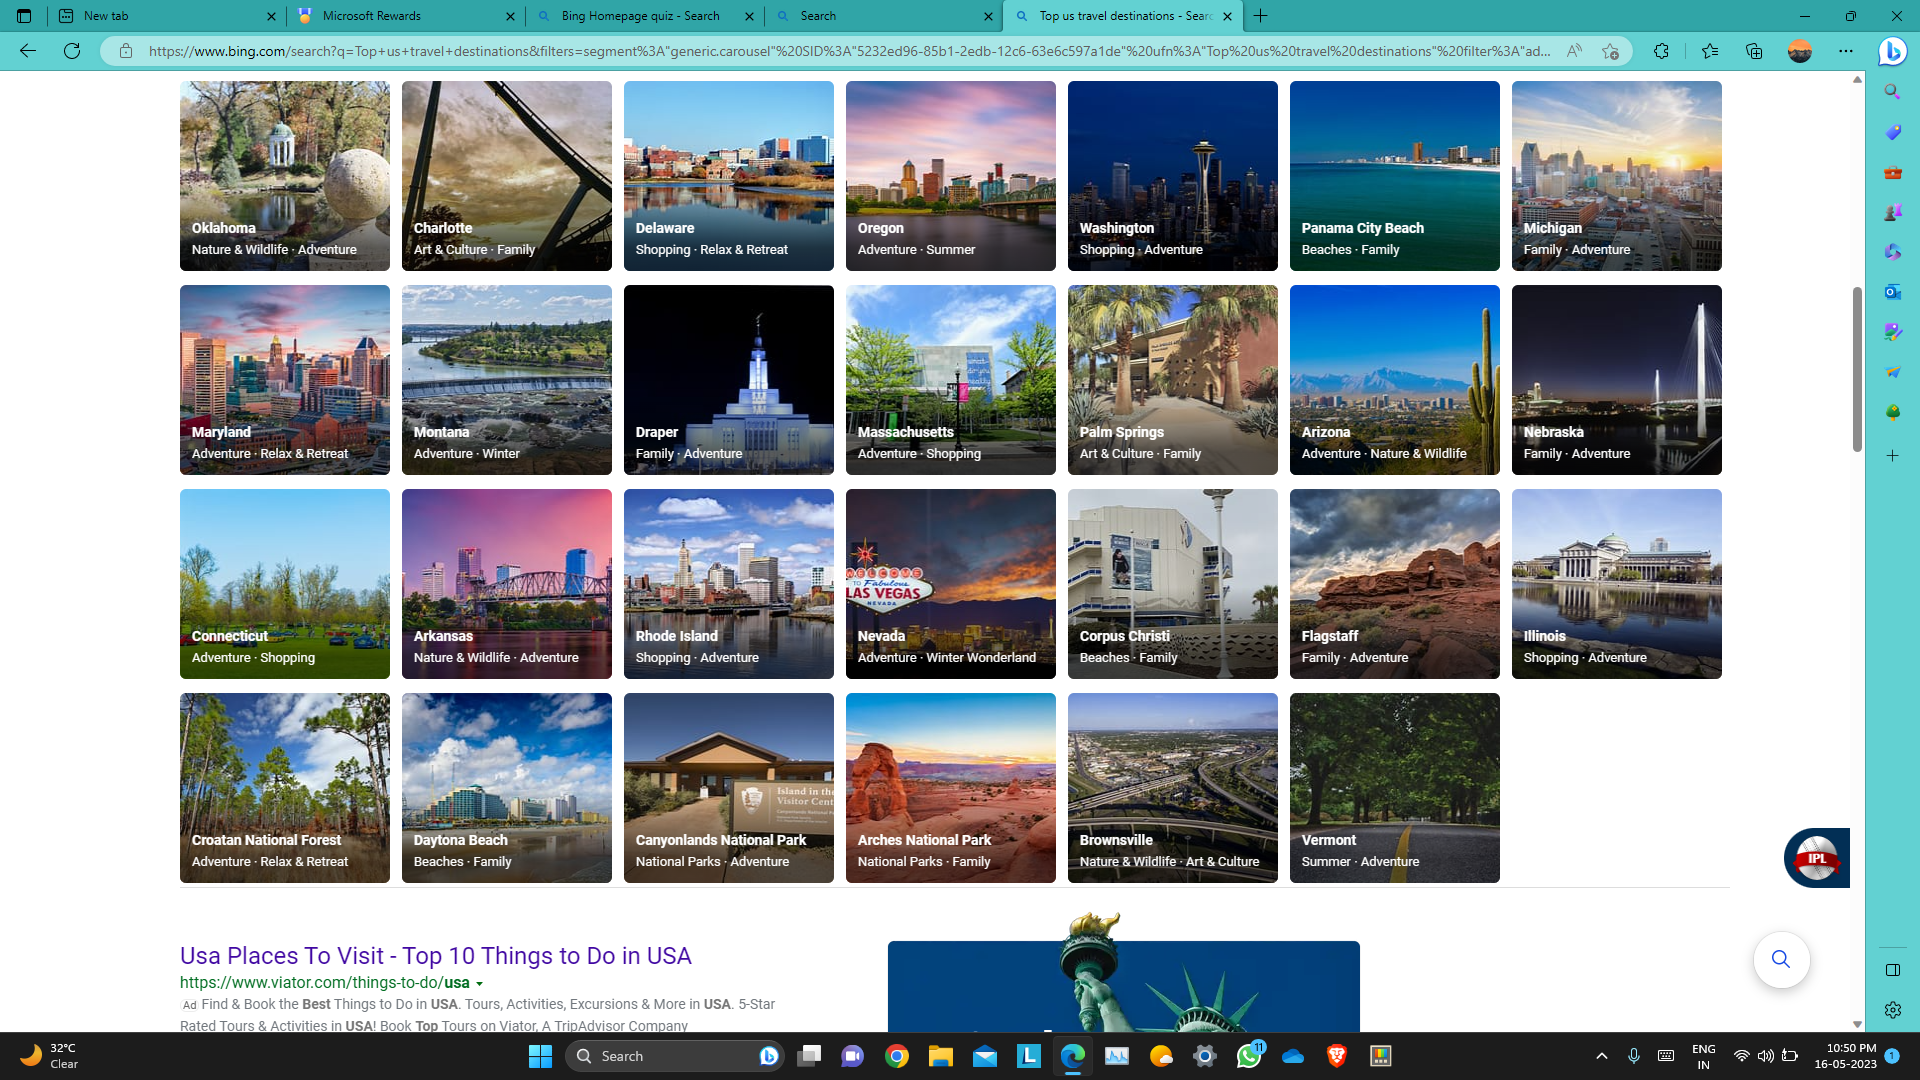 New tab
Microsoft Rewards
Bing Homepage quiz - Search
Search
Top us travel destinations - Searc
https://www.bing.com/search?q=Top+us+travel+destinations&filters=segment%3A"generic.carousel"%20SID%3A"5232ed96-85b1-2edb-12c6-63e6c597a1de"%20ufn%3A"Top%20us%20travel%20destinations"%20filter%3A"ad...
Oklahoma
Nature & Wildlife · Adventure
Charlotte
Art & Culture · Family
Delaware
Shopping · Relax & Retreat
Oregon
Adventure · Summer
Washington
Shopping · Adventure
Panama City Beach
Beaches · Family
Michigan
Family · Adventure
Maryland
Adventure · Relax & Retreat
Montana
Adventure · Winter
Draper
Family · Adventure
Massachusetts
Adventure · Shopping
Palm Springs
Art & Culture · Family
Arizona
Adventure · Nature & Wildlife
Nebraska
Family · Adventure
Connecticut
Adventure · Shopping
Arkansas
Nature & Wildlife · Adventure
Rhode Island
Shopping · Adventure
WELCOME
TO Fabulous
LAS VEGAS
NEVADA
Nevada
Adventure · Winter Wonderland
Corpus Christi
Beaches · Family
Flagstaff
Family · Adventure
Illinois
Shopping · Adventure
Croatan National Forest
Adventure · Relax & Retreat
Daytona Beach
Beaches · Family
Island in the
Visitor Cent
Canyonlands National Park
National Parks · Adventure
Arches National Park
National Parks · Family
Brownsville
Nature & Wildlife · Art & Culture
Vermont
Summer · Adventure
IPL
Usa Places To Visit - Top 10 Things to Do in USA
https://www.viator.com/things-to-do/usa
Ad Find & Book the Best Things to Do in USA. Tours, Activities, Excursions & More in USA. 5-Star
Rated Tours & Activities in USA! Book Top Tours on Viator, A TripAdvisor Company
32°C
Clear
Search
11
ENG
IN
10:50 PM
16-05-2023
1